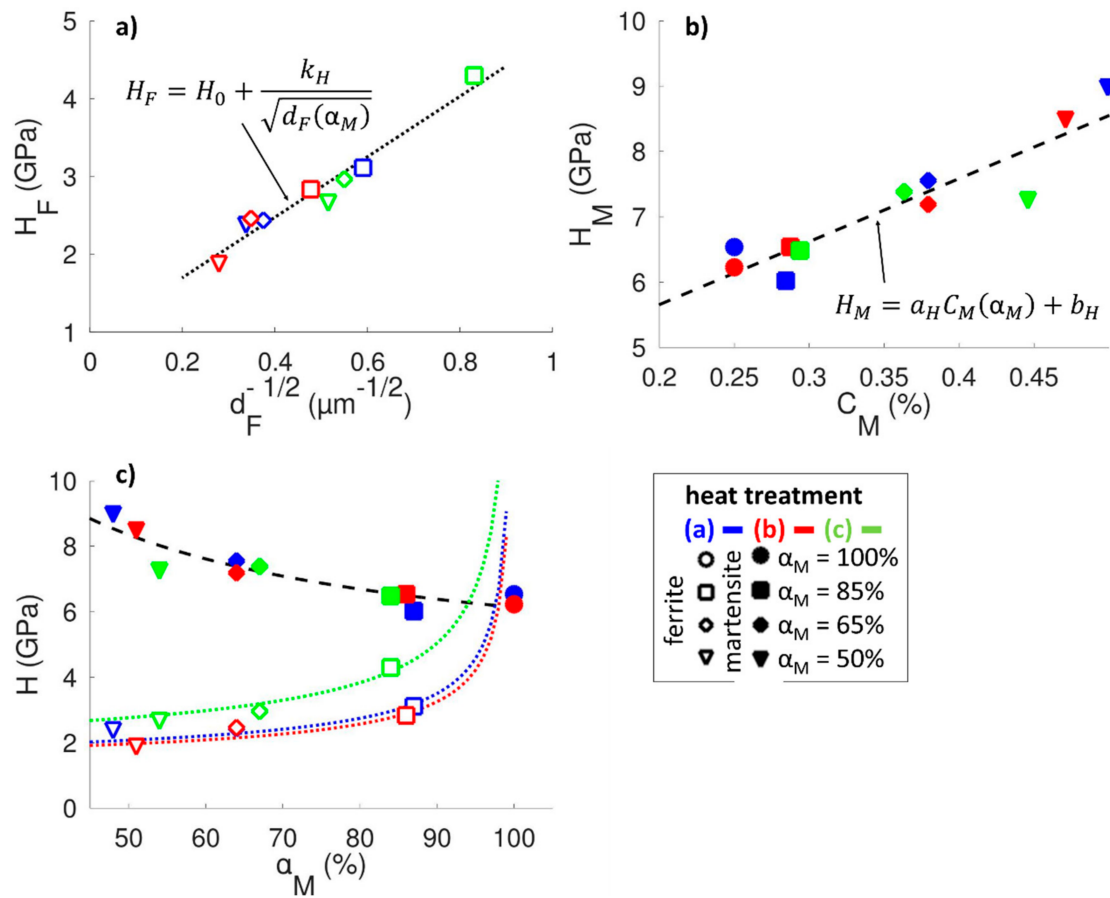 a)
5
4
3
2
1
H_F (GPa)
H_F = H_0 + k_H / √d_F(α_M)
0 0.2 0.4 0.6 0.8 1
d_F^-1/2 (μm^-1/2)
b)
10
9
8
7
6
5
H_M (GPa)
H_M = a_H C_M(α_M) + b_H
0.2 0.25 0.3 0.35 0.4 0.45
C_M (%)
c)
10
8
6
4
2
0
H (GPa)
50 60 70 80 90 100
α_M (%)
heat treatment
(a) (b) (c)
ferrite
martensite
α_M = 100%
α_M = 85%
α_M = 65%
α_M = 50%